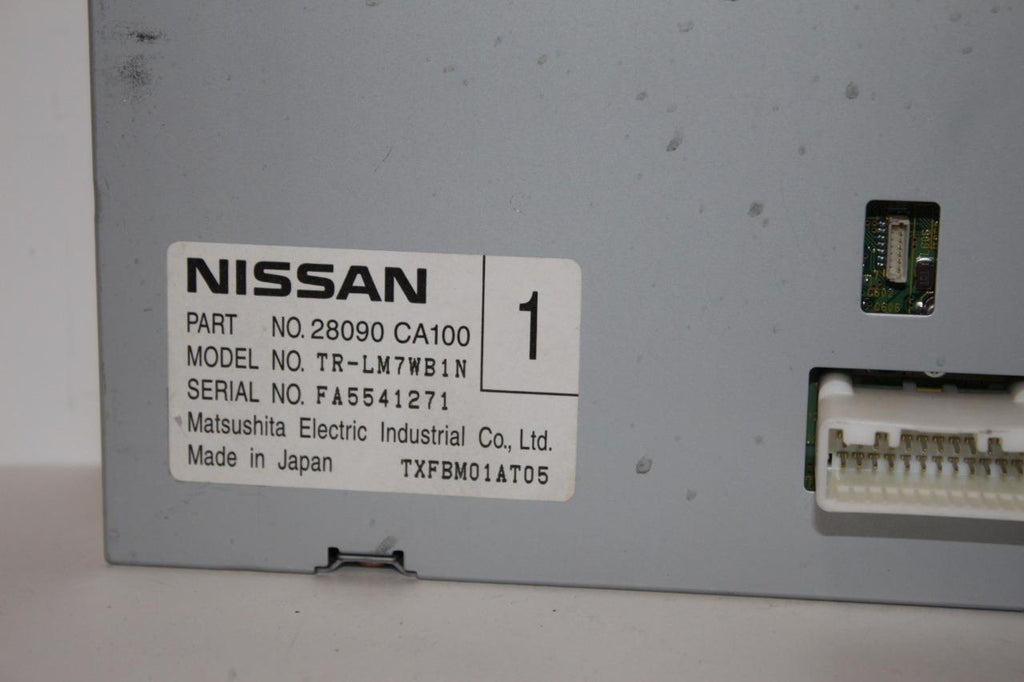 NISSAN
1
PART NO. 28090 CA100
MODEL NO. TR-LM7WB1N
SERIAL NO. FA5541271
Matsushita Electric Industrial Co., Ltd.
Made in Japan TXFBM01AT05